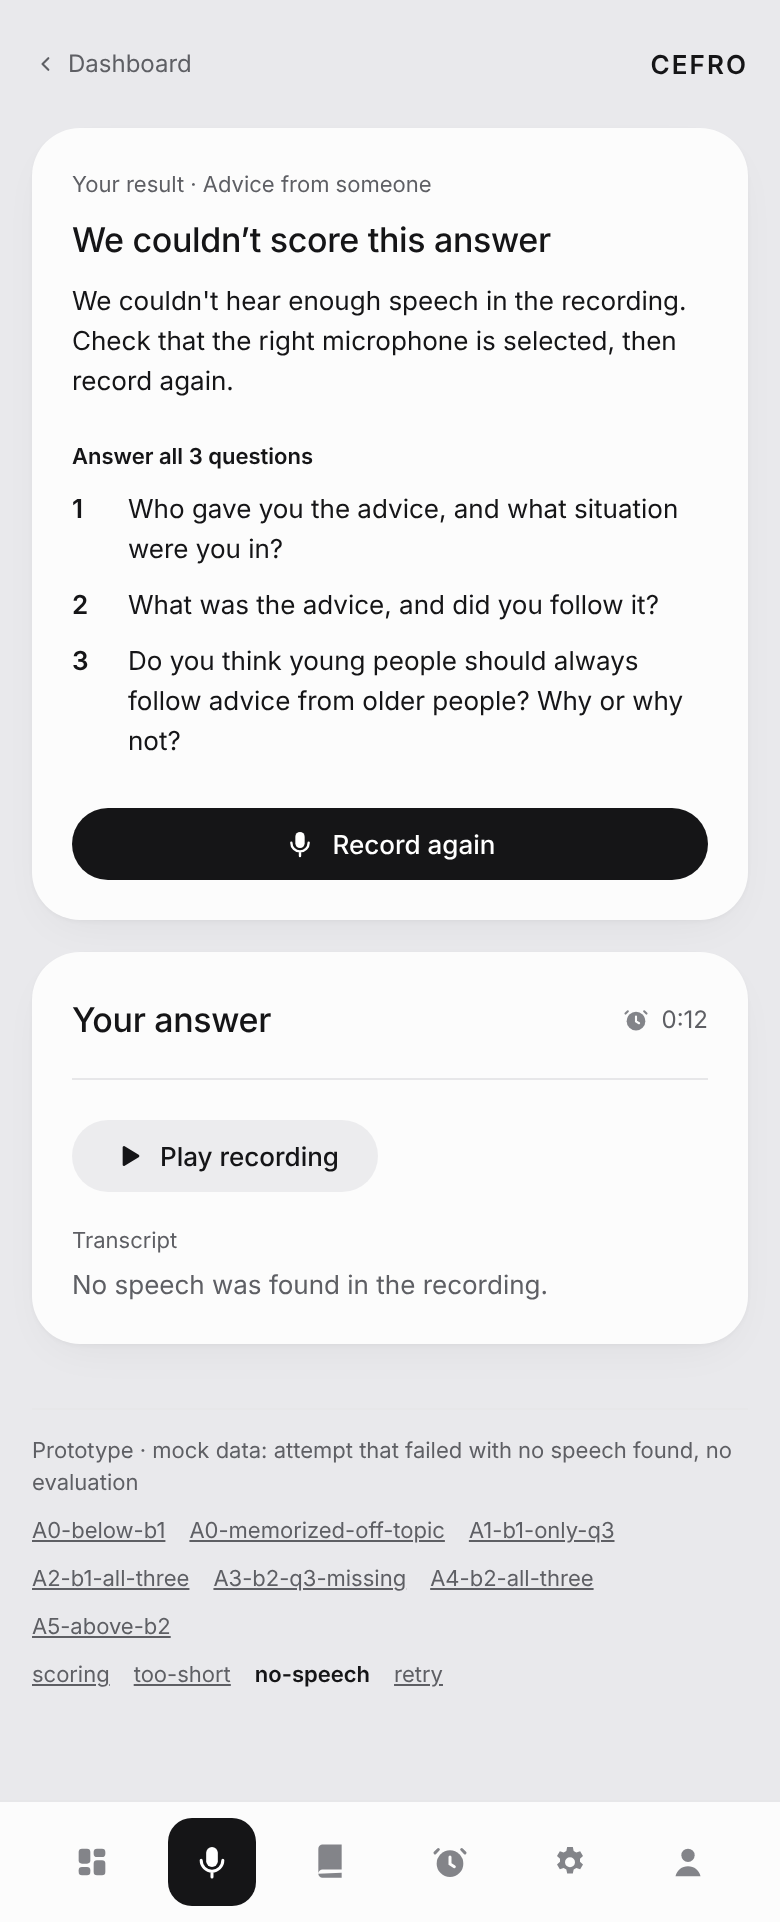 Dashboard
CEFRO
Your result · Advice from someone
We couldn’t score this answer
We couldn't hear enough speech in the recording.
Check that the right microphone is selected, then
record again.
Answer all 3 questions
1 Who gave you the advice, and what situation
were you in?
2 What was the advice, and did you follow it?
3 Do you think young people should always
follow advice from older people? Why or why
not?
Record again
Your answer
0:12
Play recording
Transcript
No speech was found in the recording.
Prototype · mock data: attempt that failed with no speech found, no
evaluation
A0-below-b1 A0-memorized-off-topic A1-b1-only-q3
A2-b1-all-three A3-b2-q3-missing A4-b2-all-three
A5-above-b2
scoring too-short no-speech retry